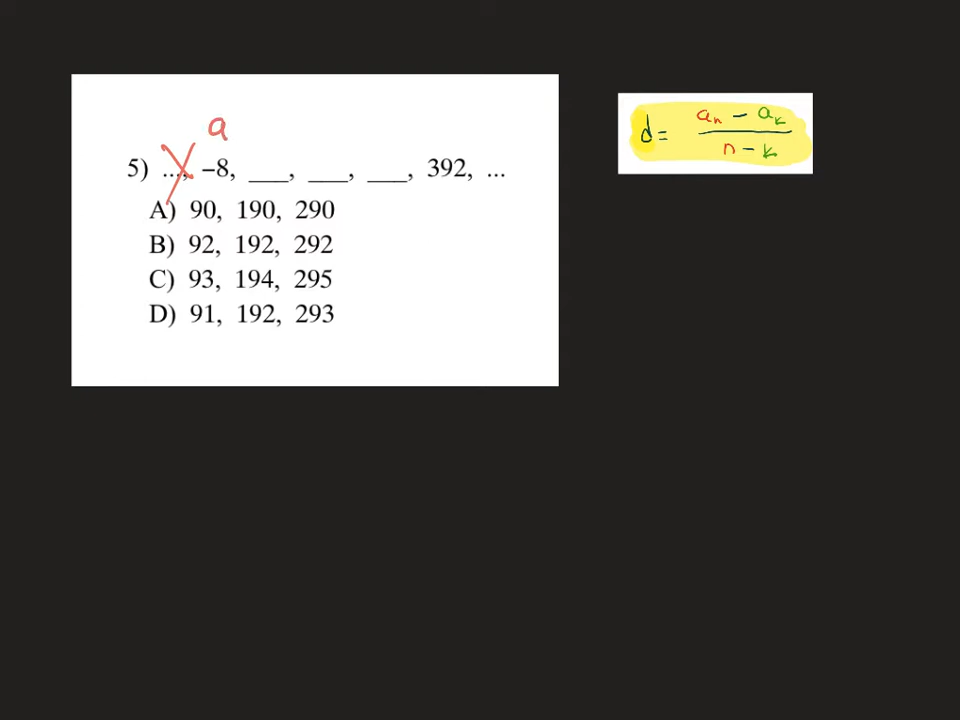 a
5) ..., −8, ___, ___, ___, 392, ...
A) 90, 190, 290
B) 92, 192, 292
C) 93, 194, 295
D) 91, 192, 293
d = (aₙ − aₖ) / (n − k)